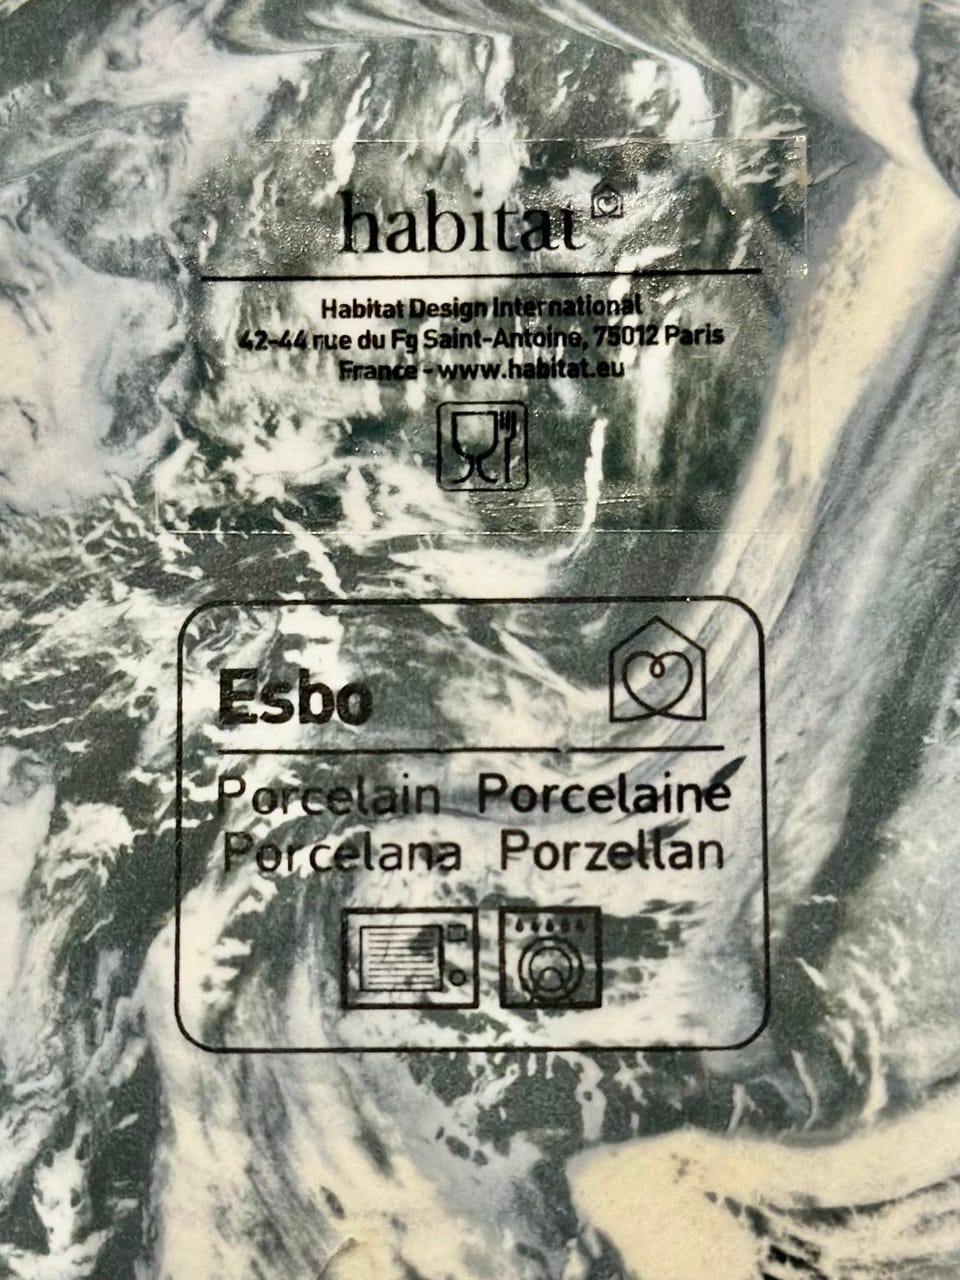 habitat
Habitat Design International
42-44 rue du Fg Saint-Antoine, 75012 Paris
France - www.habitat.eu
Esbo
Porcelain Porcelaine
Porcelana Porzellan